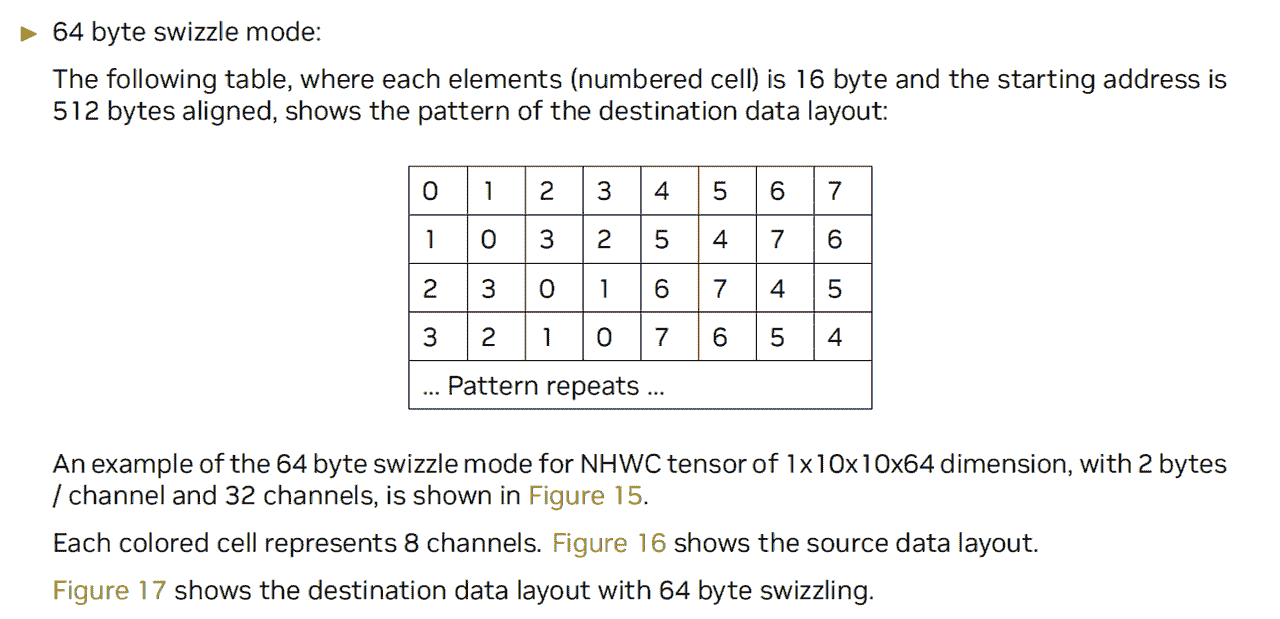 ► 64 byte swizzle mode:
The following table, where each elements (numbered cell) is 16 byte and the starting address is
512 bytes aligned, shows the pattern of the destination data layout:
0 1 2 3 4 5 6 7
1 0 3 2 5 4 7 6
2 3 0 1 6 7 4 5
3 2 1 0 7 6 5 4
... Pattern repeats ...
An example of the 64 byte swizzle mode for NHWC tensor of 1x10x10x64 dimension, with 2 bytes
/ channel and 32 channels, is shown in Figure 15.
Each colored cell represents 8 channels. Figure 16 shows the source data layout.
Figure 17 shows the destination data layout with 64 byte swizzling.